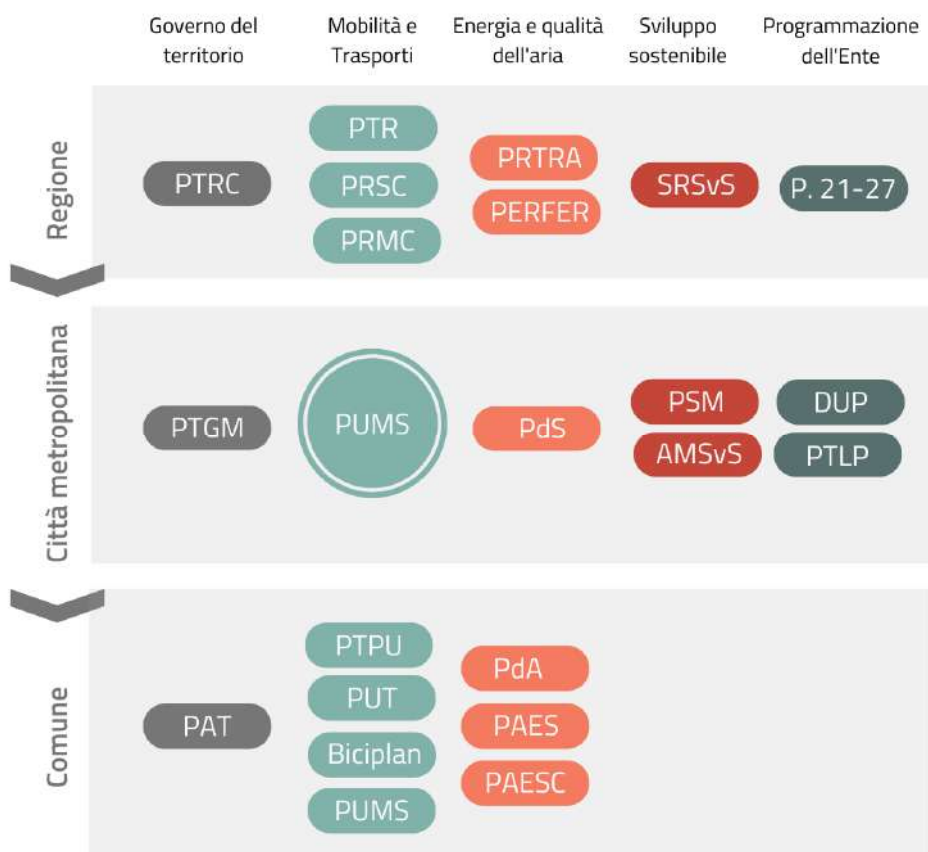 Governo del
territorio
Mobilità e
Trasporti
Energia e qualità
dell'aria
Sviluppo
sostenibile
Programmazione
dell'Ente
Regione
PTRC
PTR
PRSC
PRMC
PRTRA
PERFER
SRSvS
P. 21-27
Città metropolitana
PTGM
PUMS
PdS
PSM
AMSvS
DUP
PTLP
Comune
PAT
PTPU
PUT
Biciplan
PUMS
PdA
PAES
PAESC